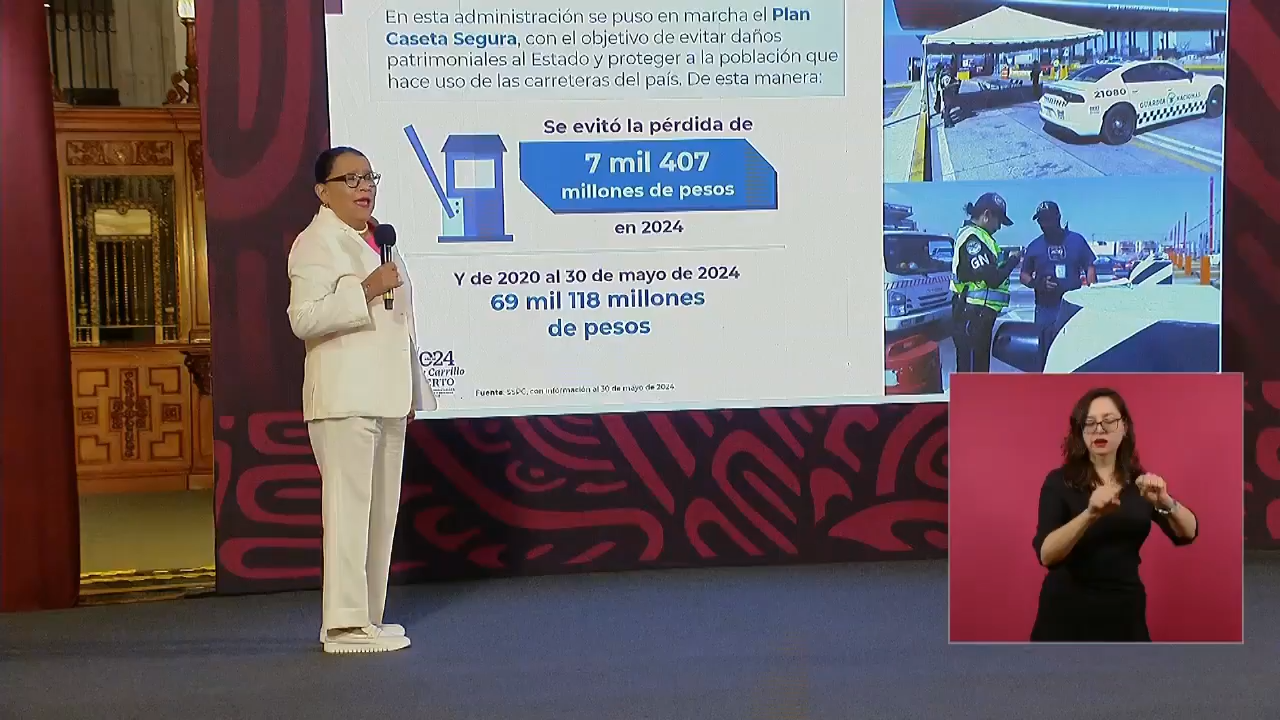 En esta administración se puso en marcha el Plan
Caseta Segura, con el objetivo de evitar daños
patrimoniales al Estado y proteger a la población que
hace uso de las carreteras del país. De esta manera:
Se evitó la pérdida de
7 mil 407
millones de pesos
en 2024
Y de 2020 al 30 de mayo de 2024
69 mil 118 millones
de pesos
Carrillo
Fuente: SSPC, con información al 30 de mayo de 2024
21080
GUARDIA NACIONAL
GN